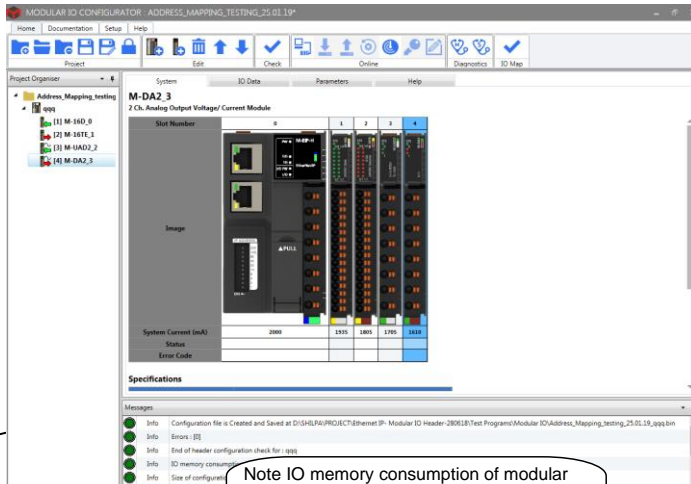 MODULAR IO CONFIGURATOR : ADDRESS_MAPPING_TESTING_25.01.19*
Home Documentation Setup Help
Project Edit Check Online Diagnostics IO Map
Project Organiser
Address_Mapping_testing
qqq
[1] M-16D_0
[2] M-16TE_1
[3] M-UAD2_2
[4] M-DA2_3
System IO Data Parameters Help
M-DA2_3
2 Ch. Analog Output Voltage/ Current Module
Slot Number 0 1 2 3 4
Image
M-EIP-H
EtherNet/IP
PULL
System Current (mA) 2000 1935 1805 1705 1610
Status
Error Code
Specifications
Messages
Info Configuration file is Created and Saved at D:\SHILPA\PROJECT\Ethernet IP- Modular IO Header-280618\Test Programs\Modular IO\Address_Mapping_testing_25.01.19_qqq.bin
Info Errors : [0]
Info End of header configuration check for : qqq
Info IO memory consumption
Info Size of configuration
Note IO memory consumption of modular